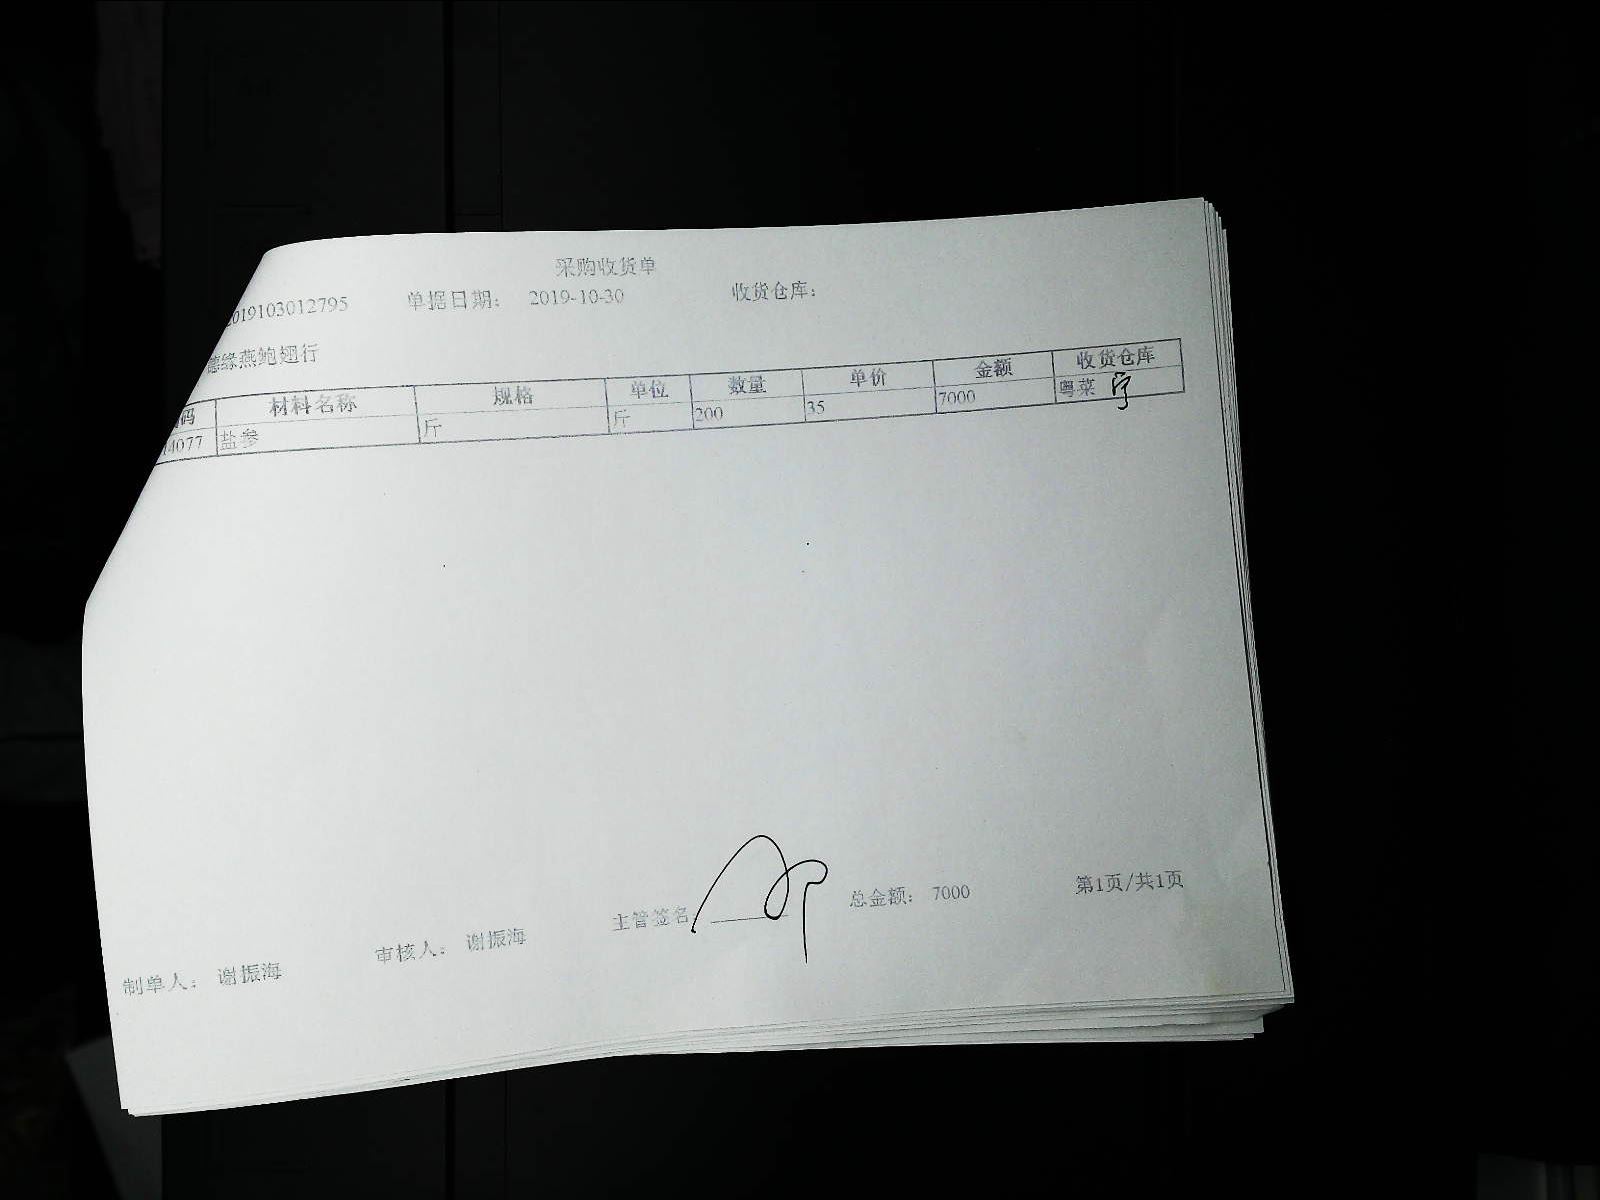 采购收货单
2019103012795 单据日期： 2019-10-30 收货仓库：
德缘燕鲍翅行
码 材料名称 规格 单位 数量 单价 金额 收货仓库
4077 盐参 斤 斤 200 35 7000 粤菜
制单人： 谢振海 审核人： 谢振海 主管签名： 总金额： 7000 第1页/共1页